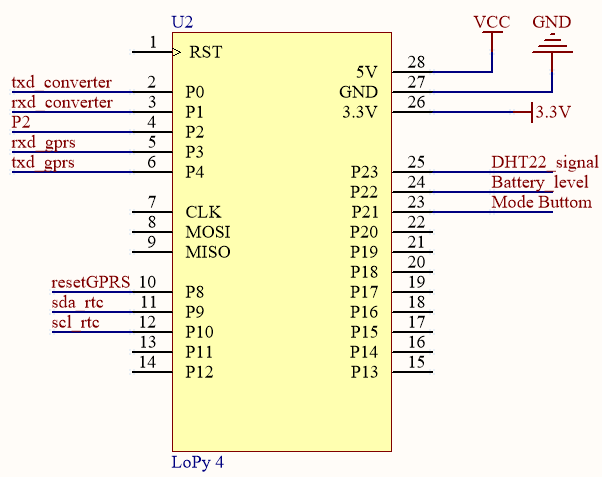 U2
VCC GND
1 RST
28 5V
txd_converter 2 P0
27 GND
rxd_converter 3 P1
26 3.3V 3.3V
P2 4 P2
rxd_gprs 5 P3
txd_gprs 6 P4
P23 25 DHT22_signal
P22 24 Battery_level
7 CLK
P21 23 Mode Buttom
8 MOSI
P20 22
9 MISO
P19 21
P18 20
resetGPRS 10 P8
P17 19
sda_rtc 11 P9
P16 18
scl_rtc 12 P10
P15 17
13 P11
P14 16
14 P12
P13 15
LoPy 4